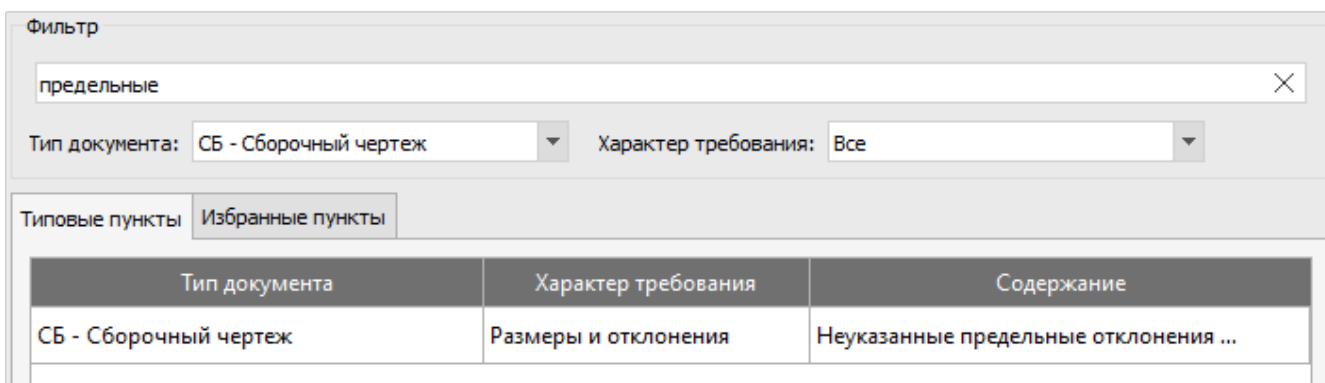 Фильтр
предельные
Тип документа: СБ - Сборочный чертеж Характер требования: Все
Типовые пункты Избранные пункты
Тип документа Характер требования Содержание
СБ - Сборочный чертеж Размеры и отклонения Неуказанные предельные отклонения ...